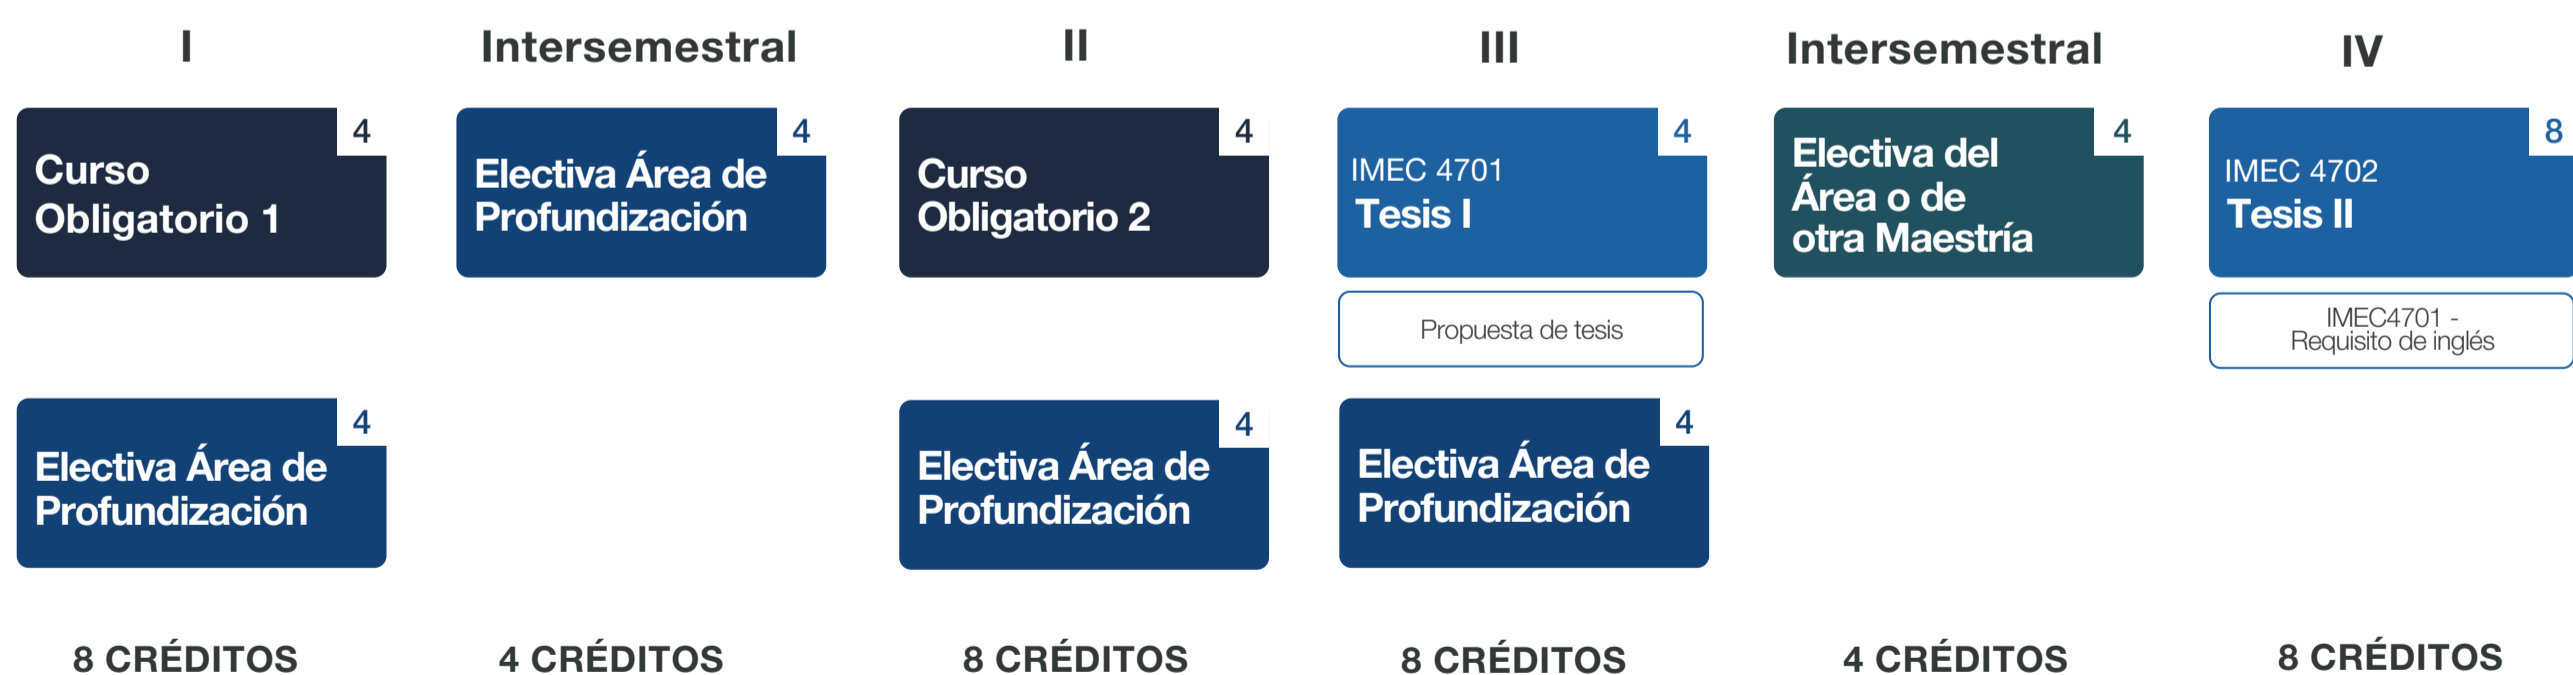 I
Intersemestral
II
III
Intersemestral
IV
4
Curso
Obligatorio 1
4
Electiva Área de
Profundización
4
Curso
Obligatorio 2
4
IMEC 4701
Tesis I
4
Electiva del
Área o de
otra Maestría
8
IMEC 4702
Tesis II
Propuesta de tesis
IMEC4701 -
Requisito de inglés
4
Electiva Área de
Profundización
4
Electiva Área de
Profundización
4
Electiva Área de
Profundización
8 CRÉDITOS
4 CRÉDITOS
8 CRÉDITOS
8 CRÉDITOS
4 CRÉDITOS
8 CRÉDITOS